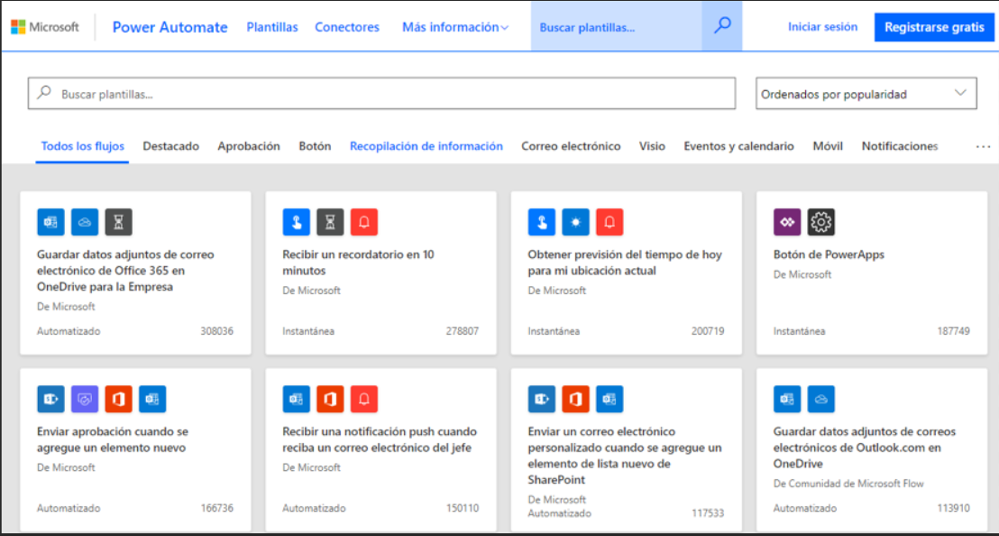 Microsoft Power Automate Plantillas Conectores Más información Buscar plantillas... Iniciar sesión Registrarse gratis
Buscar plantillas...
Ordenados por popularidad
Todos los flujos Destacado Aprobación Botón Recopilación de información Correo electrónico Visio Eventos y calendario Móvil Notificaciones ...
Guardar datos adjuntos de correo
electrónico de Office 365 en
OneDrive para la Empresa
De Microsoft
Automatizado 308036
Recibir un recordatorio en 10
minutos
De Microsoft
Instantánea 278807
Obtener previsión del tiempo de hoy
para mi ubicación actual
De Microsoft
Instantánea 200719
Botón de PowerApps
De Microsoft
Instantánea 187749
Enviar aprobación cuando se
agregue un elemento nuevo
De Microsoft
Automatizado 166736
Recibir una notificación push cuando
reciba un correo electrónico del jefe
De Microsoft
Automatizado 150110
Enviar un correo electrónico
personalizado cuando se agregue un
elemento de lista nuevo de
SharePoint
De Microsoft
Automatizado 117533
Guardar datos adjuntos de correos
electrónicos de Outlook.com en
OneDrive
De Comunidad de Microsoft Flow
Automatizado 113910